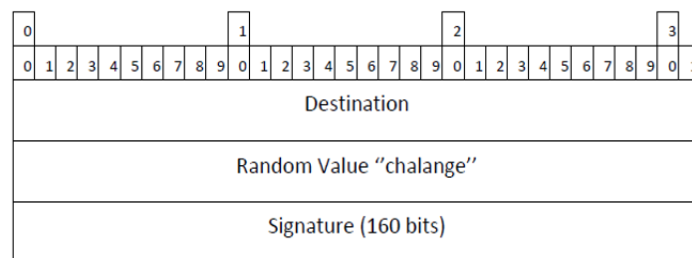 0 1 2 3
0 1 2 3 4 5 6 7 8 9 0 1 2 3 4 5 6 7 8 9 0 1 2 3 4 5 6 7 8 9 0
Destination
Random Value ‘‘chalange’’
Signature (160 bits)